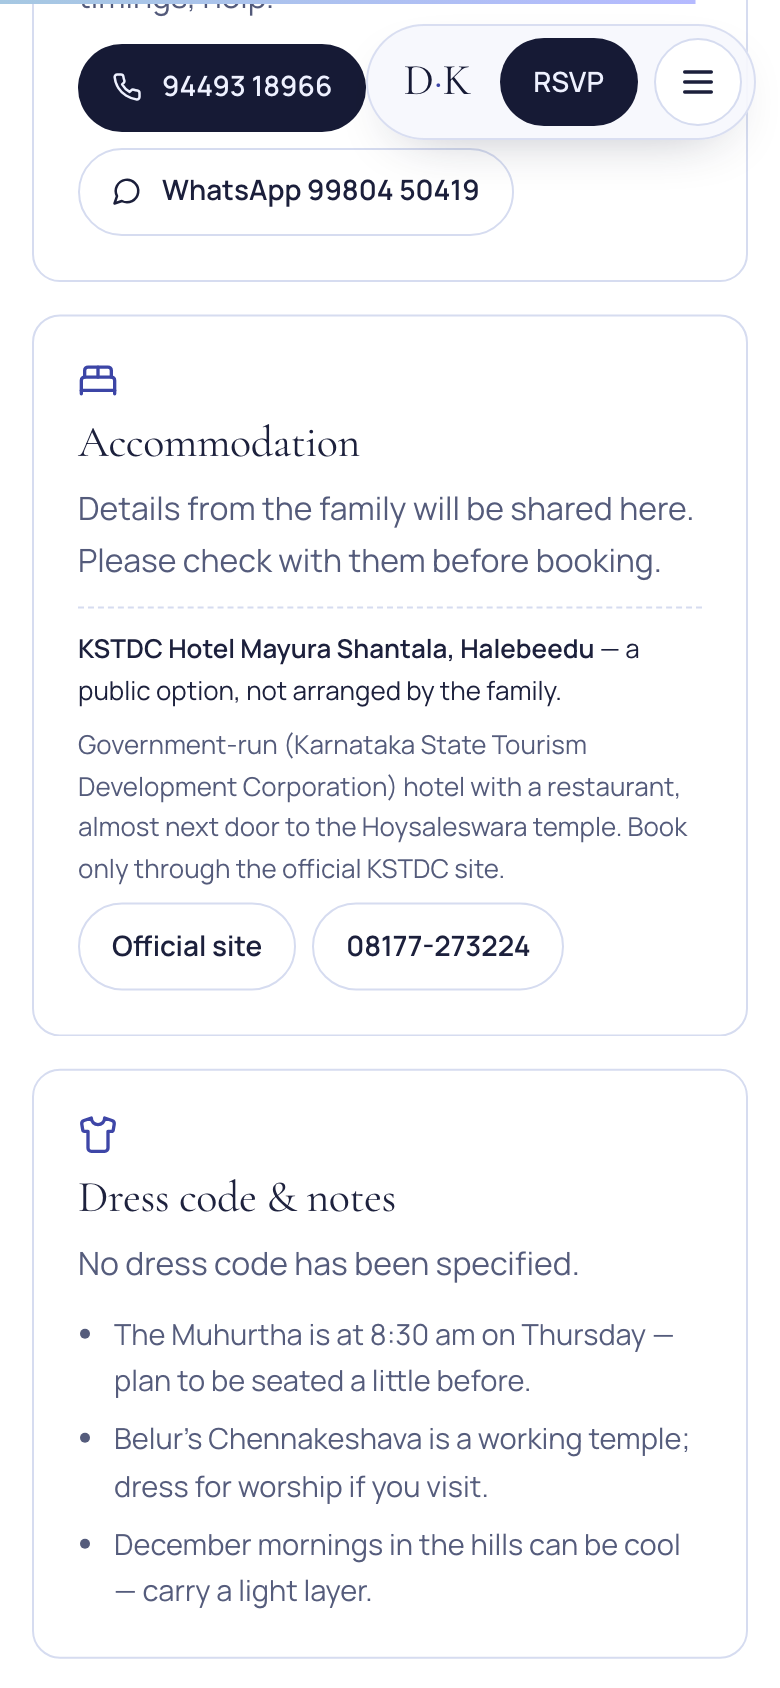 timings, help.
94493 18966
D·K
RSVP
WhatsApp 99804 50419
Accommodation
Details from the family will be shared here.
Please check with them before booking.
KSTDC Hotel Mayura Shantala, Halebeedu — a
public option, not arranged by the family.
Government-run (Karnataka State Tourism
Development Corporation) hotel with a restaurant,
almost next door to the Hoysaleswara temple. Book
only through the official KSTDC site.
Official site
08177-273224
Dress code & notes
No dress code has been specified.
The Muhurtha is at 8:30 am on Thursday —
plan to be seated a little before.
Belur’s Chennakeshava is a working temple;
dress for worship if you visit.
December mornings in the hills can be cool
— carry a light layer.